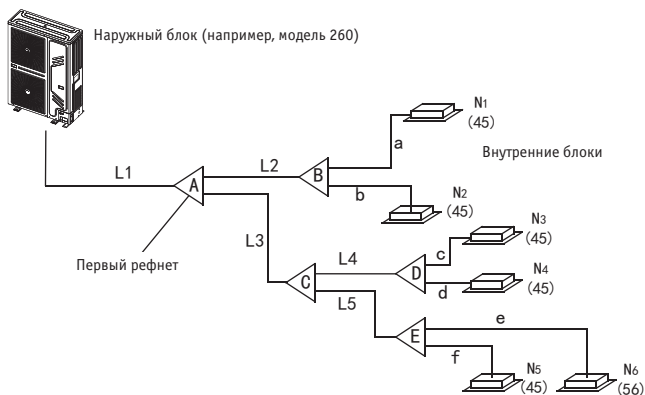 Наружный блок (например, модель 260)
N1
(45)
a
Внутренние блоки
L1
A
L2
B
b
N2
(45)
L3
Первый рефнет
N3
(45)
c
L4
D
C
N4
(45)
d
L5
e
E
f
N5
(45)
N6
(56)